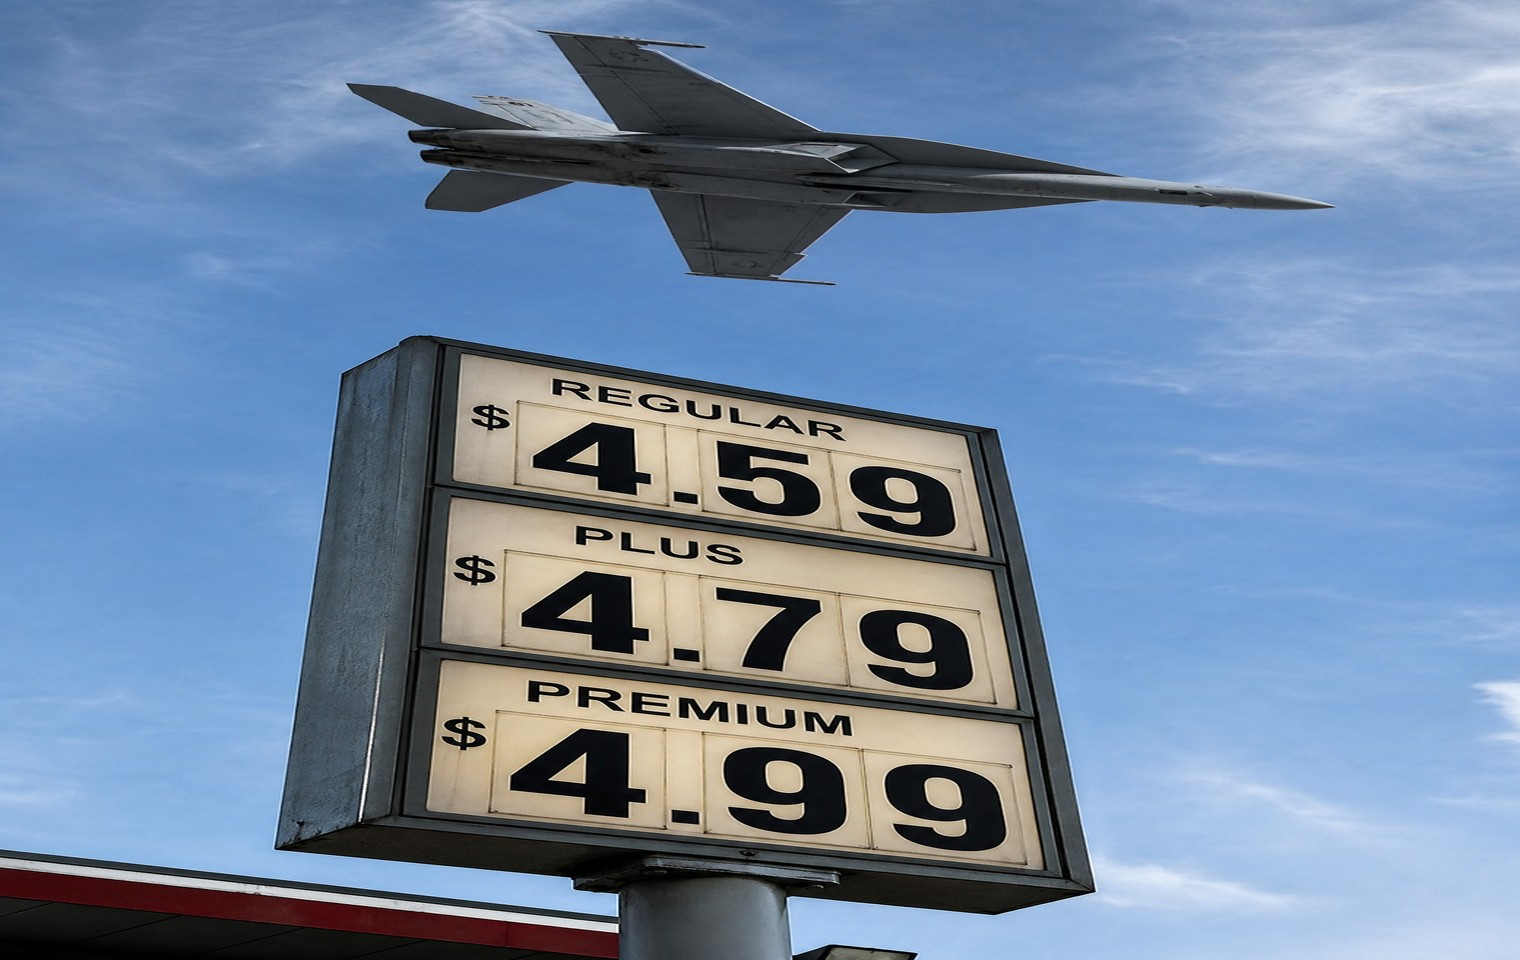 REGULAR
$ 4.59
PLUS
$ 4.79
PREMIUM
$ 4.99